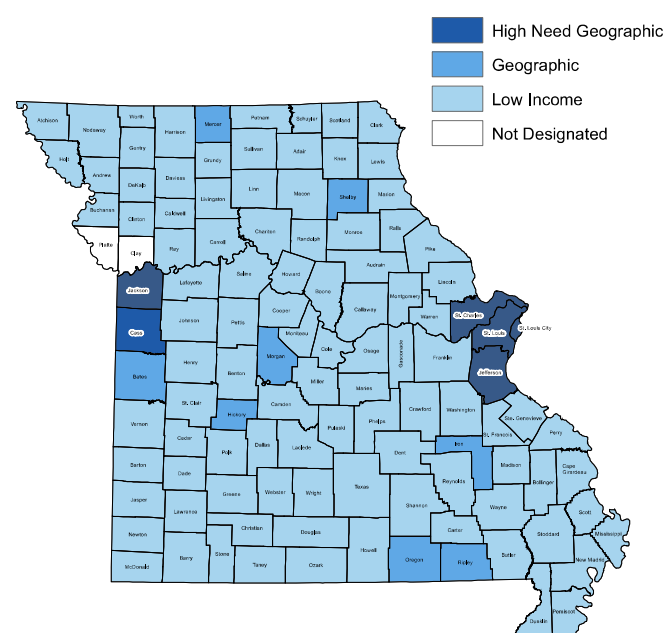 High Need Geographic
Geographic
Low Income
Not Designated
Atchison
Nodaway
Worth
Harrison
Mercer
Putnam
Schuyler
Scotland
Clark
Holt
Gentry
Sullivan
Adair
Knox
Lewis
Andrew
DeKalb
Daviess
Grundy
Buchanan
Clinton
Caldwell
Livingston
Linn
Macon
Shelby
Marion
Platte
Clay
Ray
Carroll
Chariton
Randolph
Monroe
Ralls
Pike
Audrain
Jackson
Lafayette
Saline
Howard
Boone
Callaway
Montgomery
Lincoln
Warren
St. Charles
St. Louis
St. Louis City
Cass
Johnson
Pettis
Cooper
Moniteau
Cole
Osage
Gasconade
Franklin
Jefferson
Bates
Henry
Benton
Morgan
Miller
Maries
Vernon
St. Clair
Hickory
Camden
Pulaski
Phelps
Crawford
Washington
Ste. Genevieve
St. Francois
Perry
Barton
Cedar
Polk
Dallas
Laclede
Dent
Iron
Madison
Bollinger
Cape
Girardeau
Jasper
Dade
Greene
Webster
Wright
Texas
Shannon
Reynolds
Wayne
Scott
Mississippi
Newton
Lawrence
Christian
Douglas
Howell
Carter
Stoddard
New Madrid
McDonald
Barry
Stone
Taney
Ozark
Oregon
Ripley
Butler
Dunklin
Pemiscot